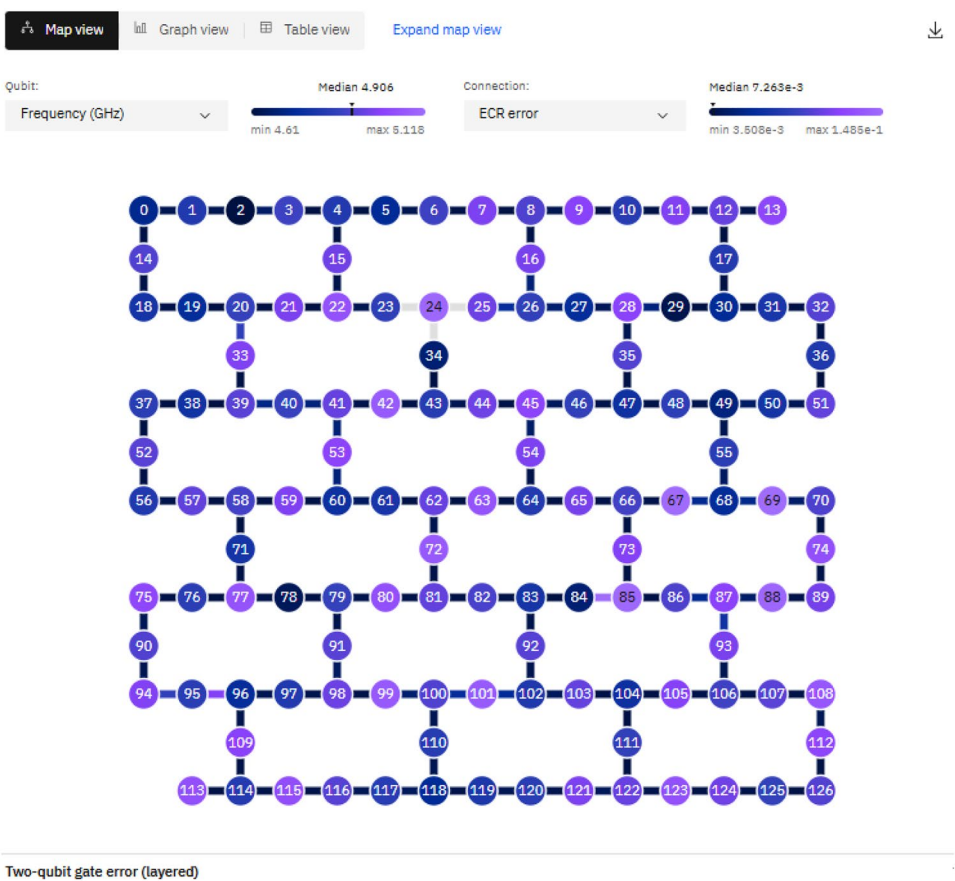 Map view Graph view Table view Expand map view
Qubit: Median 4.906 Connection: Median 7.263e-3
Frequency (GHz) ECR error
min 4.61 max 5.118 min 3.508e-3 max 1.485e-1
0 1 2 3 4 5 6 7 8 9 10 11 12 13
14 15 16 17
18 19 20 21 22 23 24 25 26 27 28 29 30 31 32
33 34 35 36
37 38 39 40 41 42 43 44 45 46 47 48 49 50 51
52 53 54 55
56 57 58 59 60 61 62 63 64 65 66 67 68 69 70
71 72 73 74
75 76 77 78 79 80 81 82 83 84 85 86 87 88 89
90 91 92 93
94 95 96 97 98 99 100 101 102 103 104 105 106 107 108
109 110 111 112
113 114 115 116 117 118 119 120 121 122 123 124 125 126
Two-qubit gate error (layered)